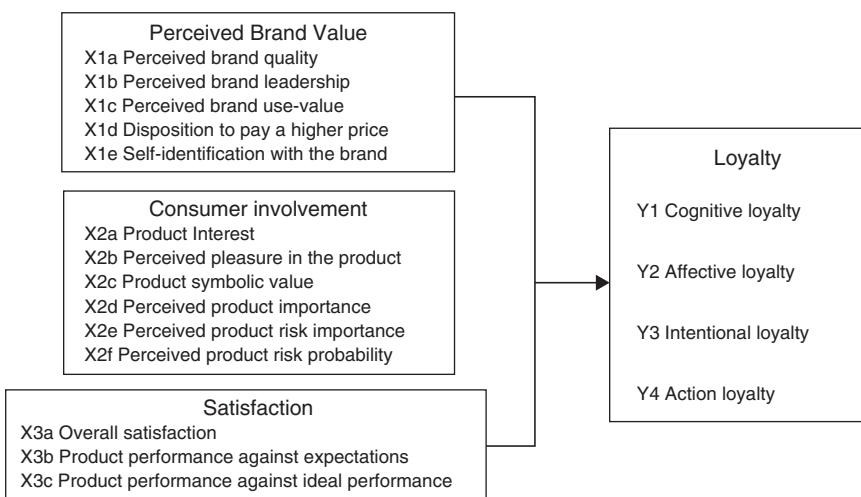 Perceived Brand Value
X1a Perceived brand quality
X1b Perceived brand leadership
X1c Perceived brand use-value
X1d Disposition to pay a higher price
X1e Self-identification with the brand
Consumer involvement
X2a Product Interest
X2b Perceived pleasure in the product
X2c Product symbolic value
X2d Perceived product importance
X2e Perceived product risk importance
X2f Perceived product risk probability
Satisfaction
X3a Overall satisfaction
X3b Product performance against expectations
X3c Product performance against ideal performance
Loyalty
Y1 Cognitive loyalty
Y2 Affective loyalty
Y3 Intentional loyalty
Y4 Action loyalty